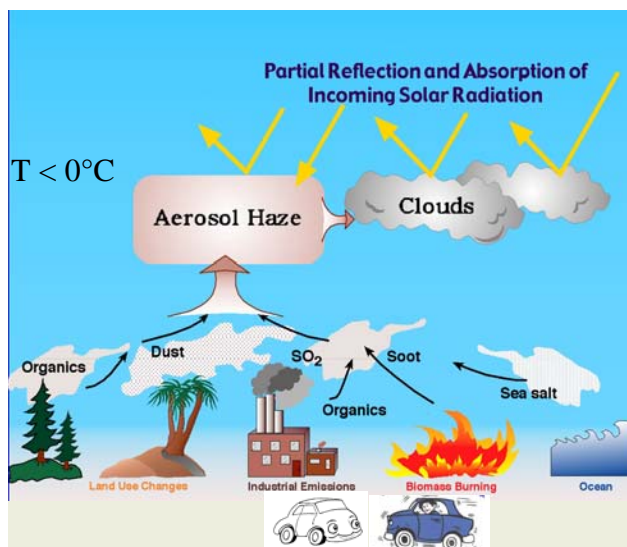 Partial Reflection and Absorption of
Incoming Solar Radiation
T < 0°C
Aerosol Haze
Clouds
Organics
Dust
SO₂
Soot
Organics
Sea salt
Land Use Changes
Industrial Emissions
Biomass Burning
Ocean